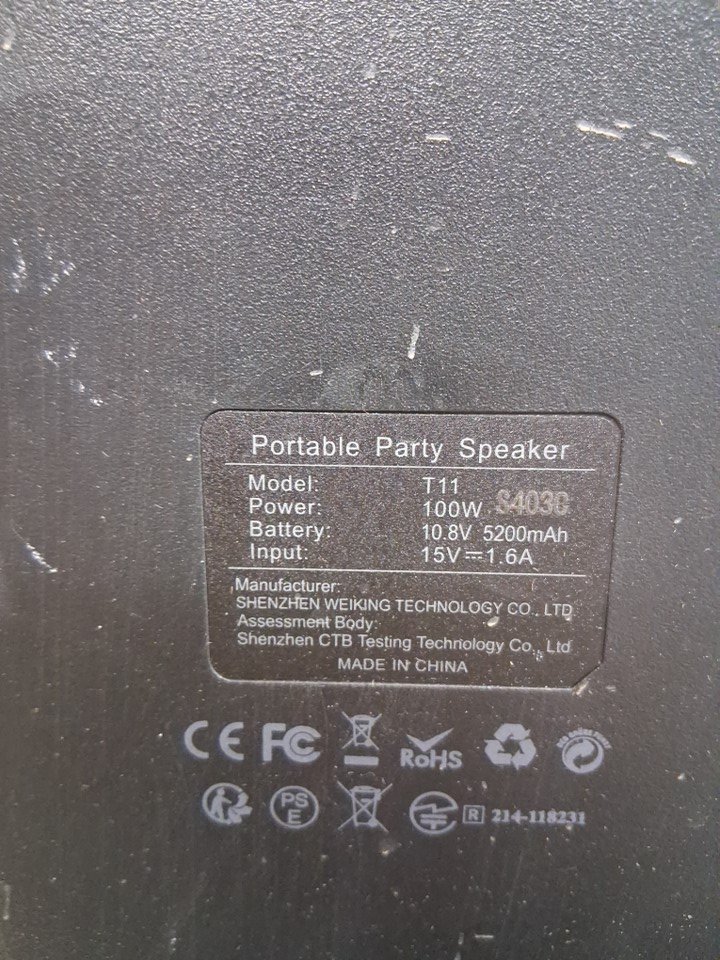 Portable Party Speaker
Model: T11
Power: 100W S4030
Battery: 10.8V 5200mAh
Input: 15V⎓1.6A
Manufacturer:
SHENZHEN WEIKING TECHNOLOGY CO., LTD
Assessment Body:
Shenzhen CTB Testing Technology Co., Ltd
MADE IN CHINA
CE FC RoHS
PS E R 214-118231